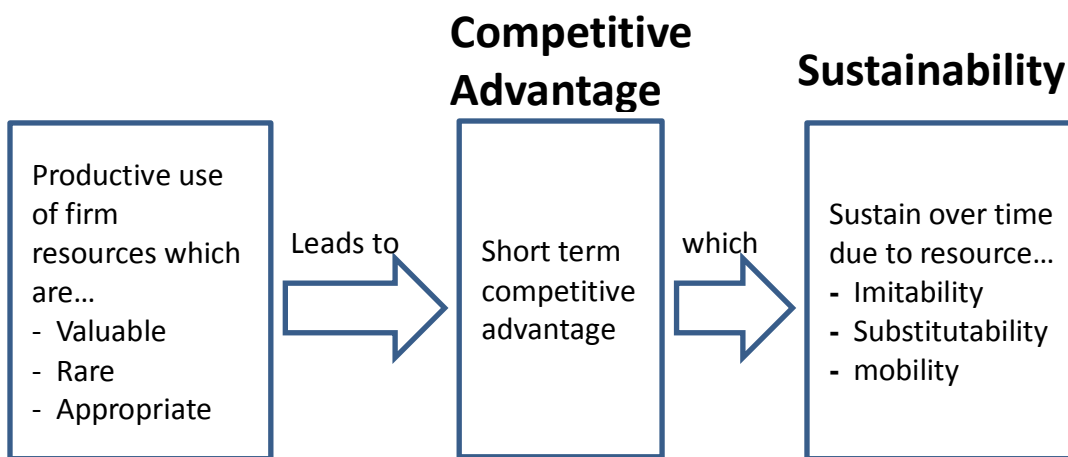 Competitive
Advantage
Sustainability
Productive use
of firm
resources which
are…
- Valuable
- Rare
- Appropriate
Leads to
Short term
competitive
advantage
which
Sustain over time
due to resource…
- Imitability
- Substitutability
- mobility